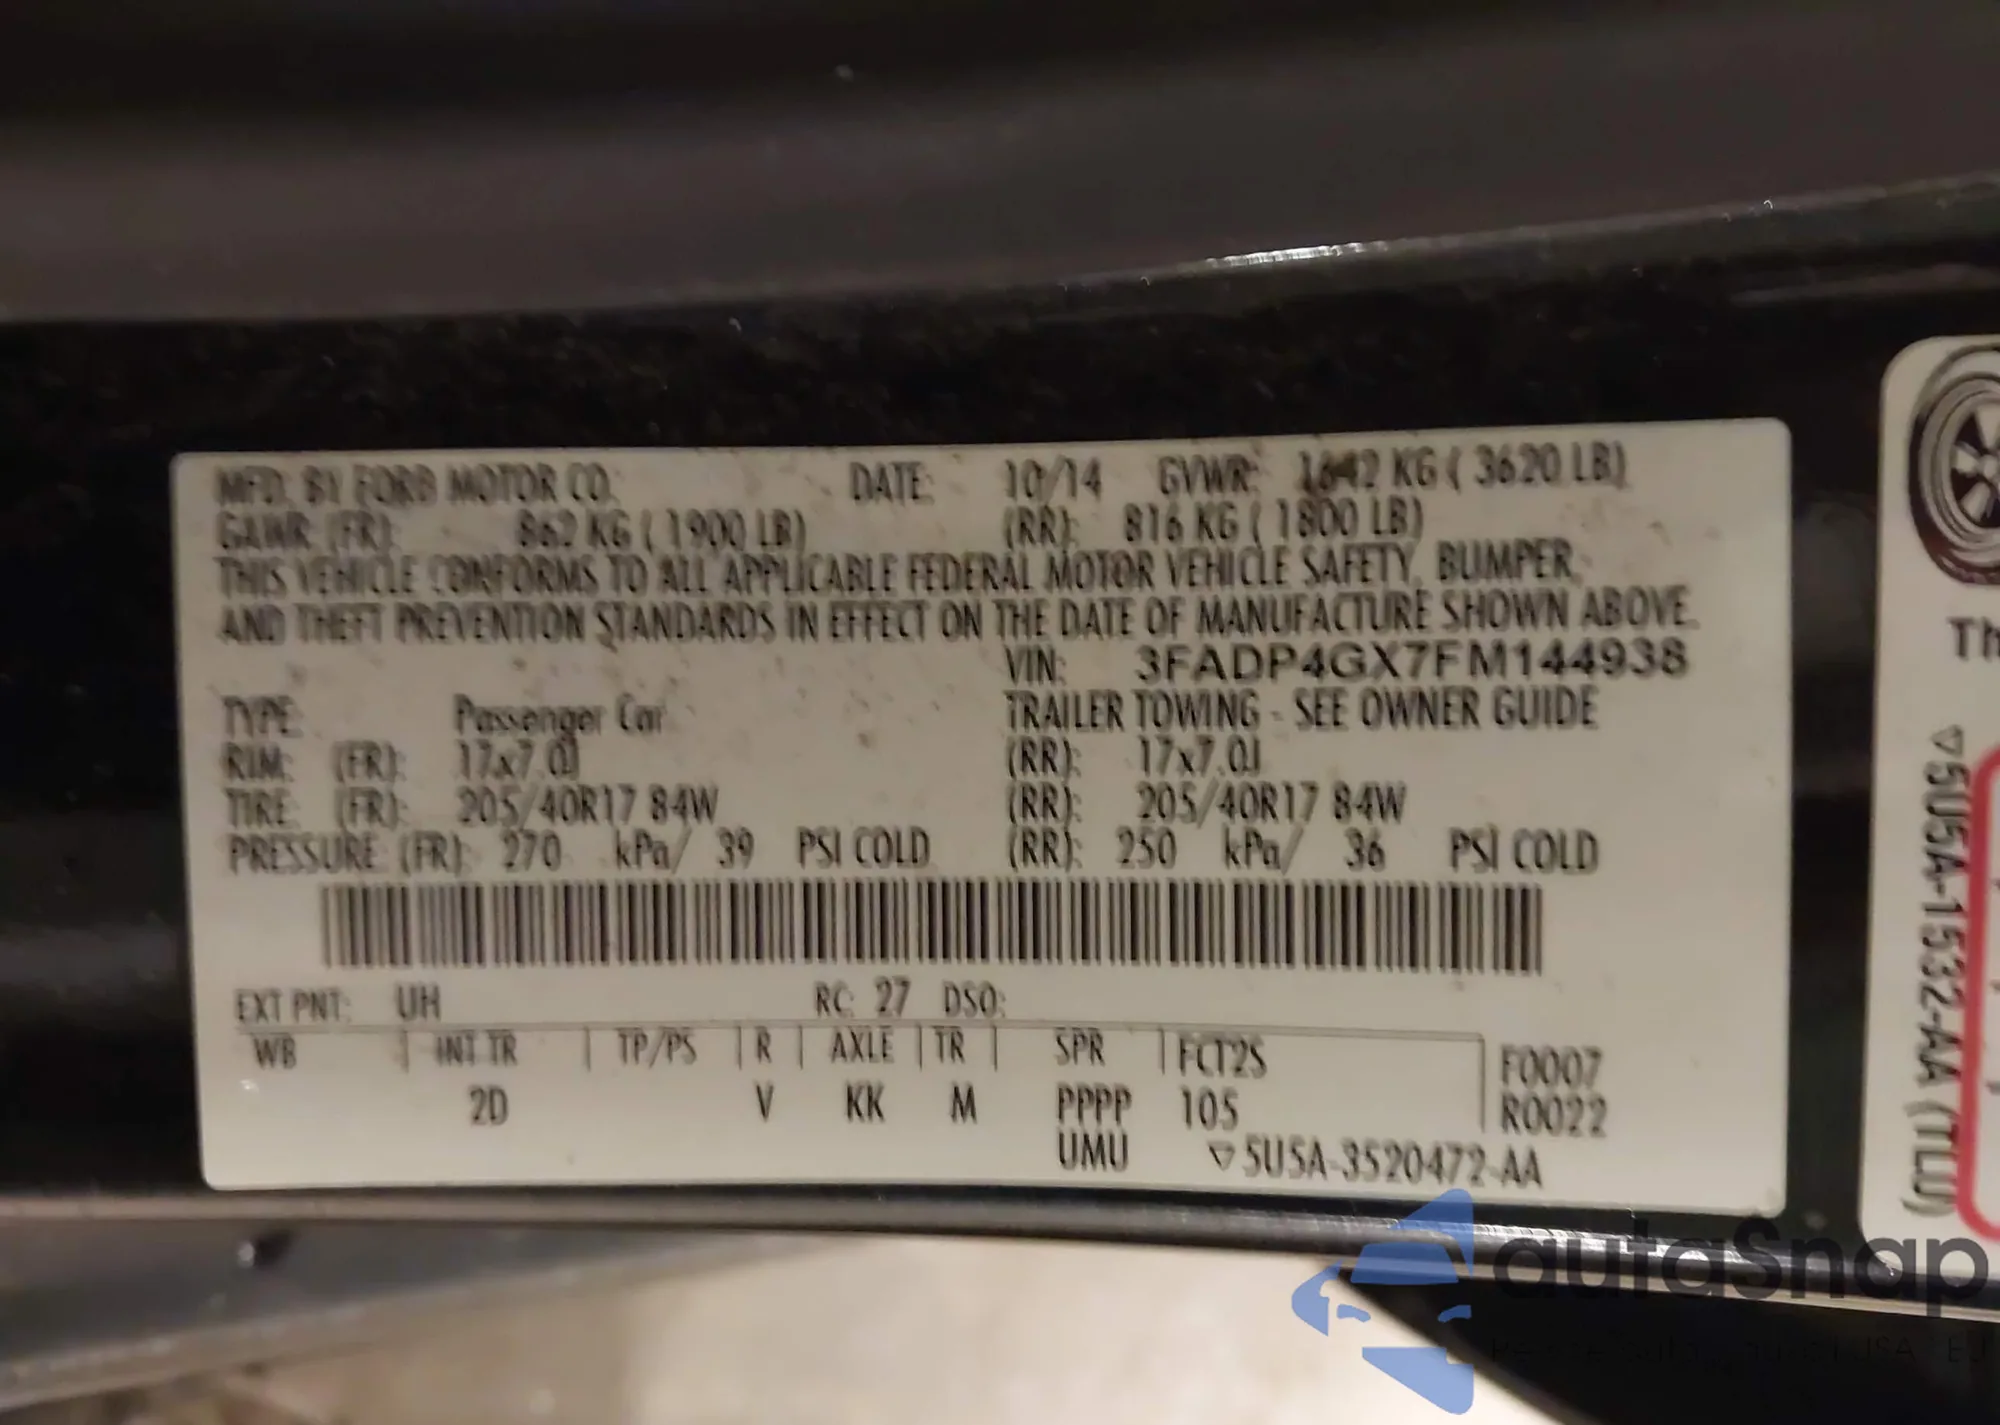 MFD. BY FORD MOTOR CO. DATE: 10/14 GVWR: 1642 KG ( 3620 LB)
GAWR (FR): 862 KG ( 1900 LB) (RR): 816 KG ( 1800 LB)
THIS VEHICLE CONFORMS TO ALL APPLICABLE FEDERAL MOTOR VEHICLE SAFETY, BUMPER,
AND THEFT PREVENTION STANDARDS IN EFFECT ON THE DATE OF MANUFACTURE SHOWN ABOVE.
VIN: 3FADP4GX7FM144938
TYPE: Passenger Car TRAILER TOWING - SEE OWNER GUIDE
RIM: (FR): 17x7.0J (RR): 17x7.0J
TIRE: (FR): 205/40R17 84W (RR): 205/40R17 84W
PRESSURE: (FR): 270 kPa/ 39 PSI COLD (RR): 250 kPa/ 36 PSI COLD
EXT PNT: UH RC: 27 DSO:
WB | INT TR | TP/PS | R | AXLE | TR | SPR | FCT2S F0007
2D V KK M PPPP 105 R0022
UMU ▽5U5A-3520472-AA
Th
▽5U5A-1532-AA (TLU)
autaSnap